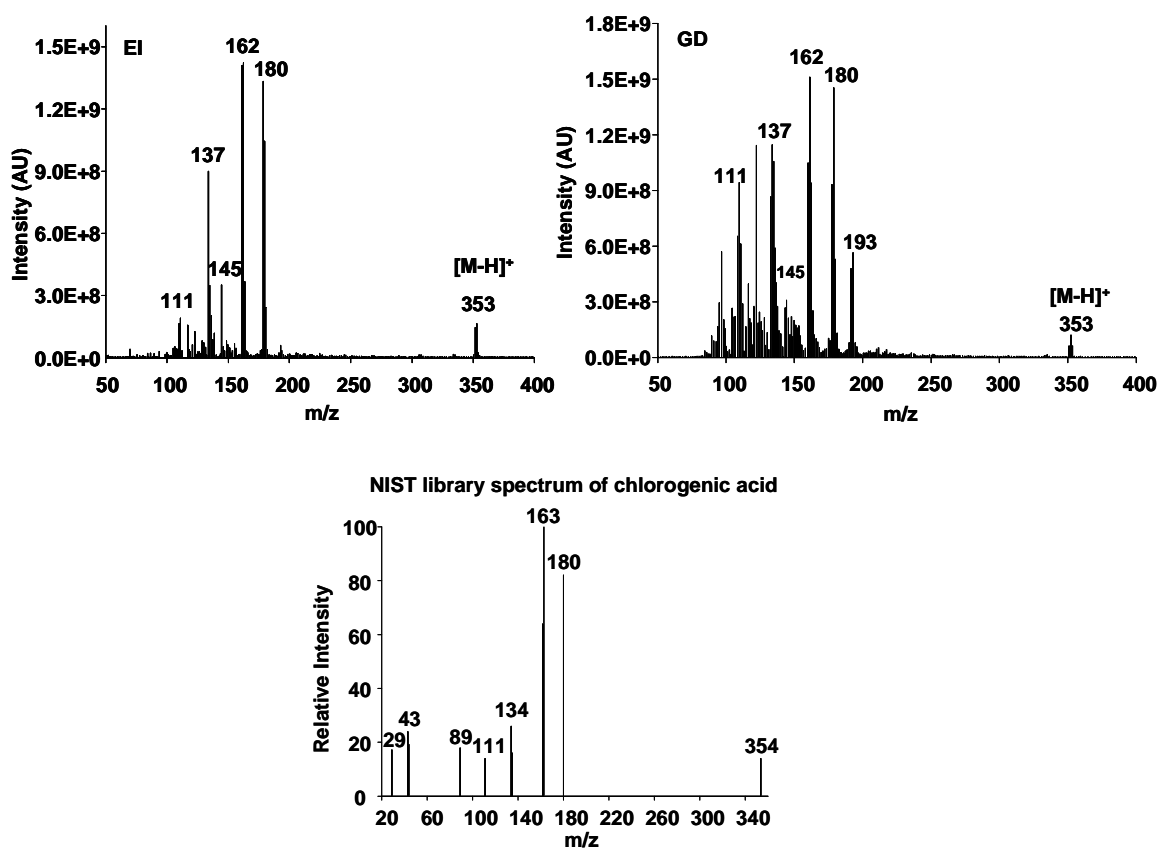 EI
1.5E+9
1.2E+9
9.0E+8
6.0E+8
3.0E+8
0.0E+0
Intensity (AU)
162
180
137
145
111
[M-H]⁺
353
50 100 150 200 250 300 350 400
m/z
GD
1.8E+9
1.5E+9
1.2E+9
9.0E+8
6.0E+8
3.0E+8
0.0E+0
Intensity (AU)
162
180
137
111
193
145
[M-H]⁺
353
50 100 150 200 250 300 350 400
m/z
NIST library spectrum of chlorogenic acid
100
80
60
40
20
0
Relative Intensity
163
180
134
43
29
89
111
354
20 60 100 140 180 220 260 300 340
m/z